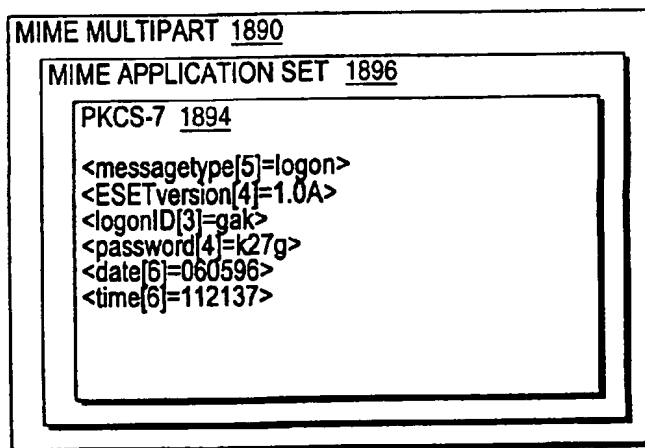 MIME MULTIPART 1890
MIME APPLICATION SET 1896
PKCS-7 1894
<messagetype[5]=logon>
<ESETversion[4]=1.0A>
<logonID[3]=gak>
<password[4]=k27g>
<date[6]=060596>
<time[6]=112137>